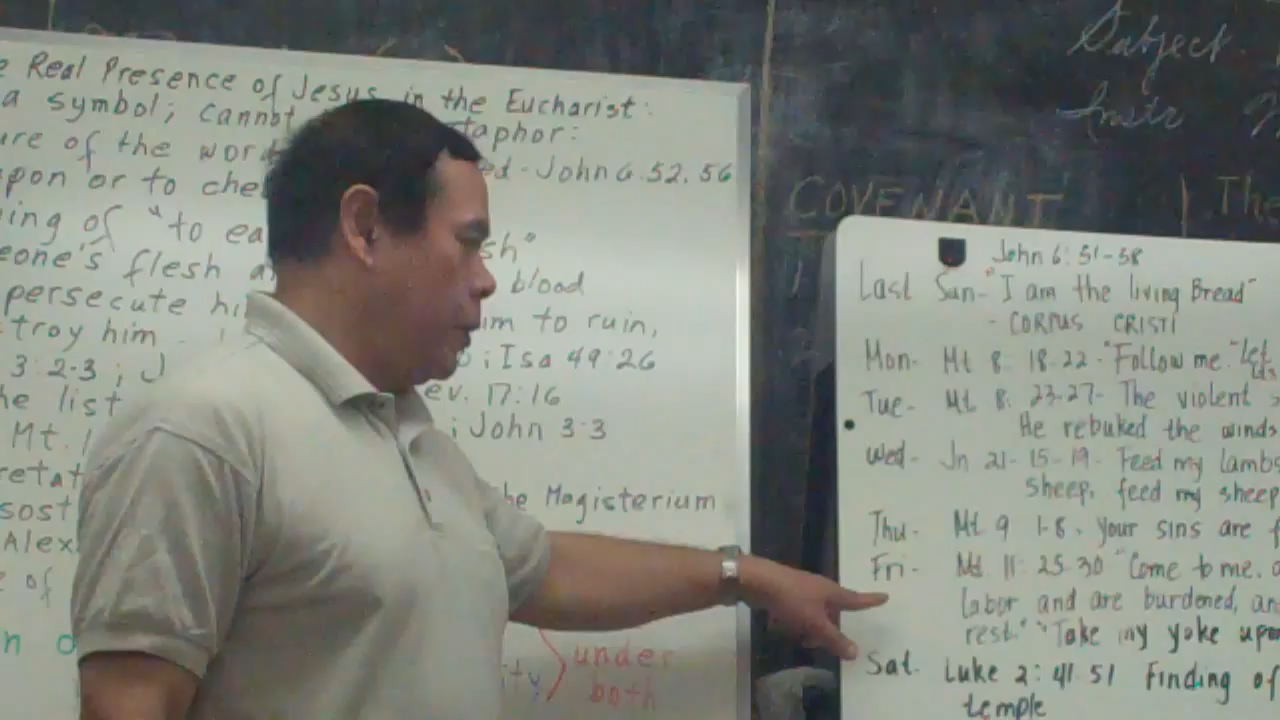 e Real Presence of Jesus in the Eucharist:
a symbol; cannot taphor:
ure of the word ed - John 6.52. 56
upon or to che
ing of "to ea sh"
eone's flesh a blood
persecute hi im to ruin,
troy him - ; Isa 49:26
3:2-3; J ev. 17:16
he list ; John 3:3
Mt.
retat
sost he Magisterium
Alex
e of
n o
ity } under
both
Subject
Instr
COVENANT | The
John 6: 51-58
Last Sun - "I am the living Bread"
- CORPUS CRISTI
Mon - Mt 8: 18-22 - "Follow me. "Let
Tue - Mt. 8: 23-27 - The violent s
He rebuked the winds
Wed - Jn 21 - 15-19 - Feed my lambs
sheep, feed my sheep
Thu - Mt 9 1-8 - your sins are f
Fri - Mt 11: 25-30 "Come to me, a
labor and are burdened, an
rest." "Take my yoke upo
Sat. Luke 2: 41-51 Finding of
temple